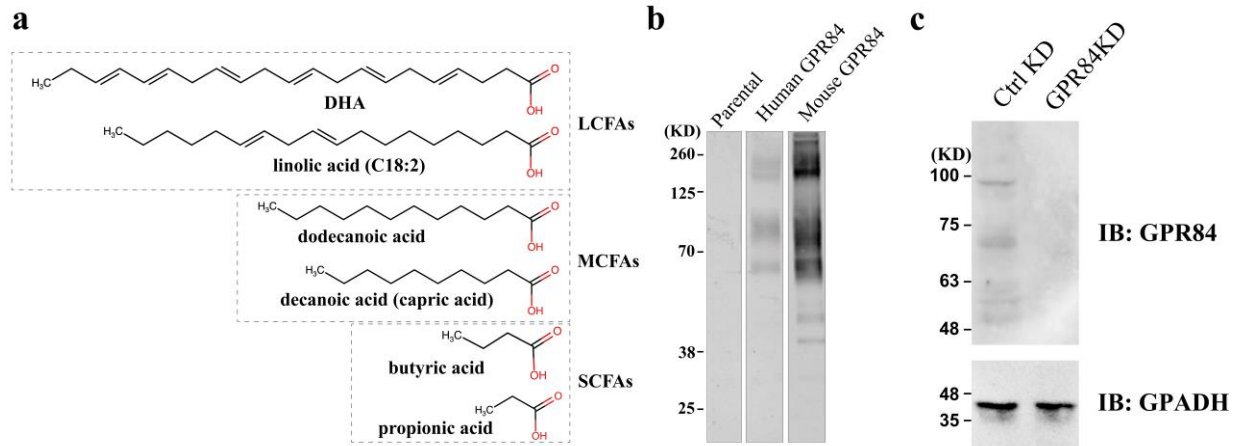 a
H₃C
O
OH
DHA
LCFAs
H₃C
O
OH
linolic acid (C18:2)
H₃C
O
OH
dodecanoic acid
MCFAs
H₃C
O
OH
decanoic acid (capric acid)
H₃C
O
OH
butyric acid
SCFAs
H₃C
O
OH
propionic acid
b
Parental
Human GPR84
Mouse GPR84
(KD)
260
125
70
38
25
c
Ctrl KD
GPR84KD
(KD)
100
75
63
48
IB: GPR84
48
35
IB: GPADH